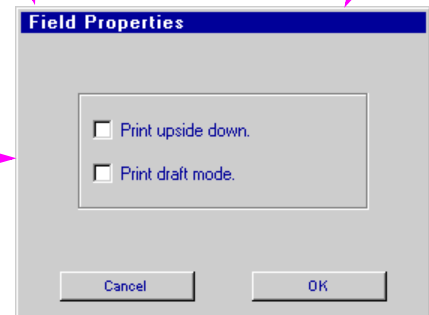 Field Properties
Print upside down.
Print draft mode.
Cancel OK